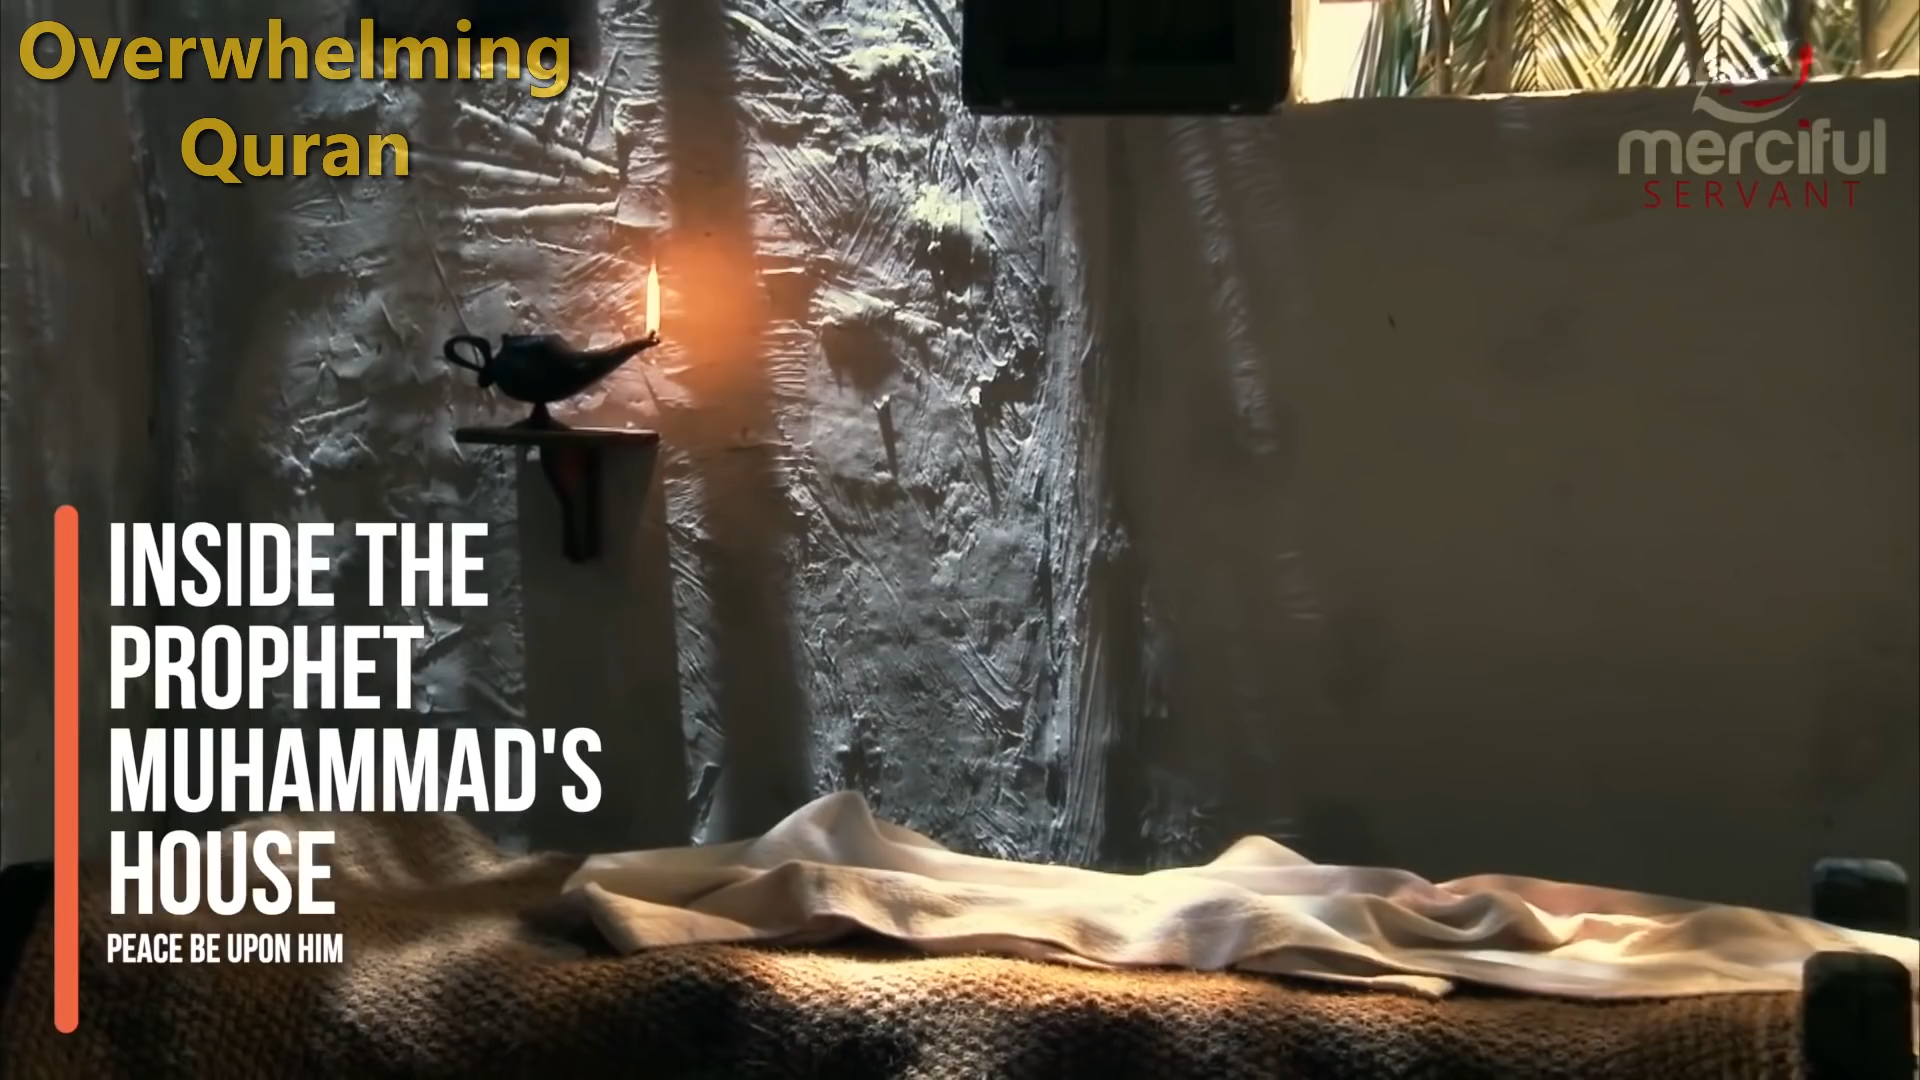 Overwhelming
Quran
merciful
SERVANT
INSIDE THE
PROPHET
MUHAMMAD'S
HOUSE
PEACE BE UPON HIM